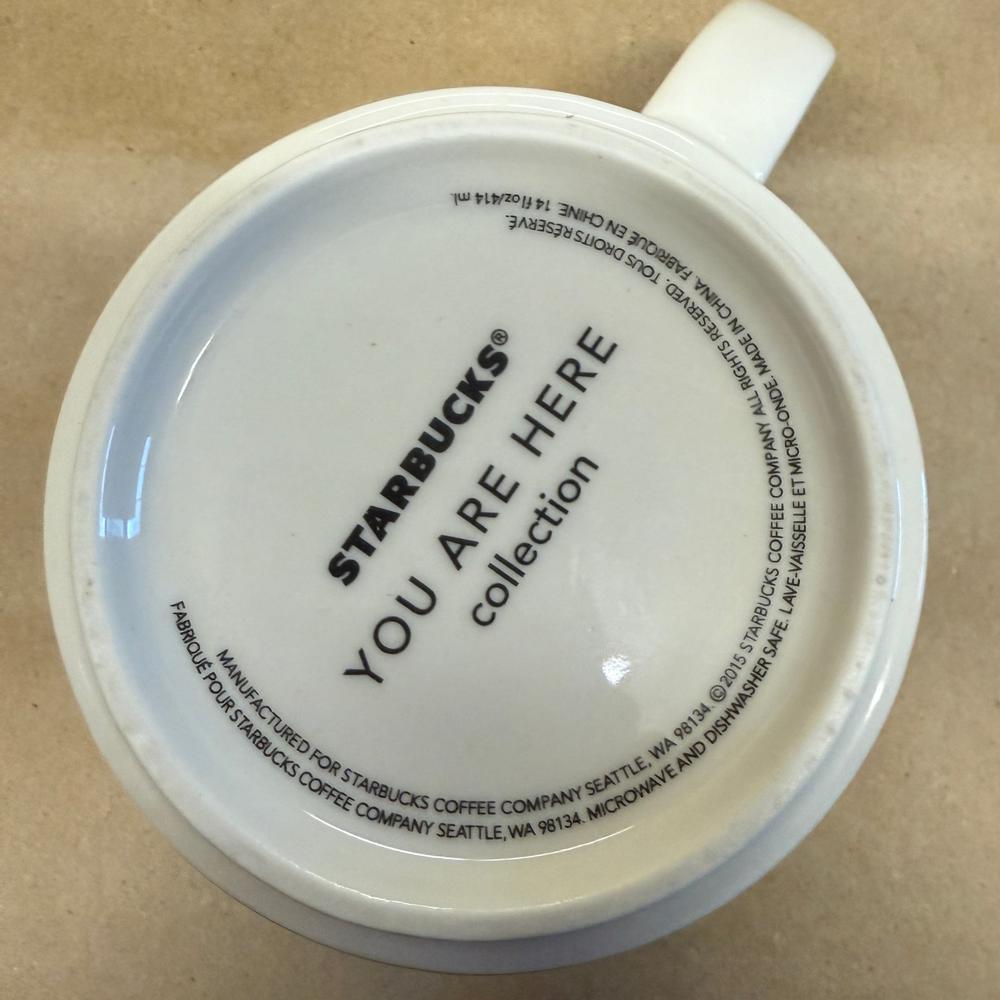 STARBUCKS®
YOU ARE HERE
collection
MANUFACTURED FOR STARBUCKS COFFEE COMPANY SEATTLE, WA 98134. ©2015 STARBUCKS COFFEE COMPANY ALL RIGHTS RESERVED. TOUS DROITS RÉSERVÉ.
FABRIQUÉ POUR STARBUCKS COFFEE COMPANY SEATTLE, WA 98134. MICROWAVE AND DISHWASHER SAFE. LAVE-VAISSELLE ET MICRO-ONDE. MADE IN CHINA. FABRIQUÉ EN CHINE. 14 fl oz/414 ml.